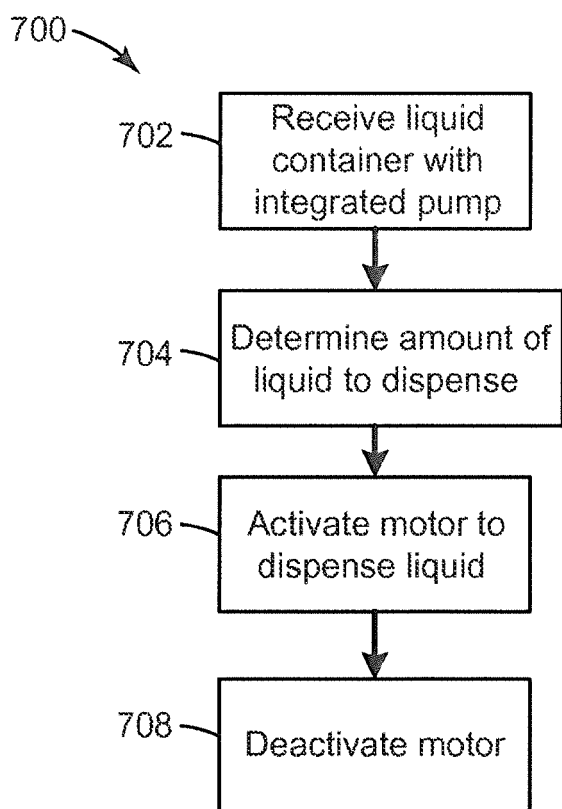 700
702
Receive liquid
container with
integrated pump
704
Determine amount of
liquid to dispense
706
Activate motor to
dispense liquid
708
Deactivate motor